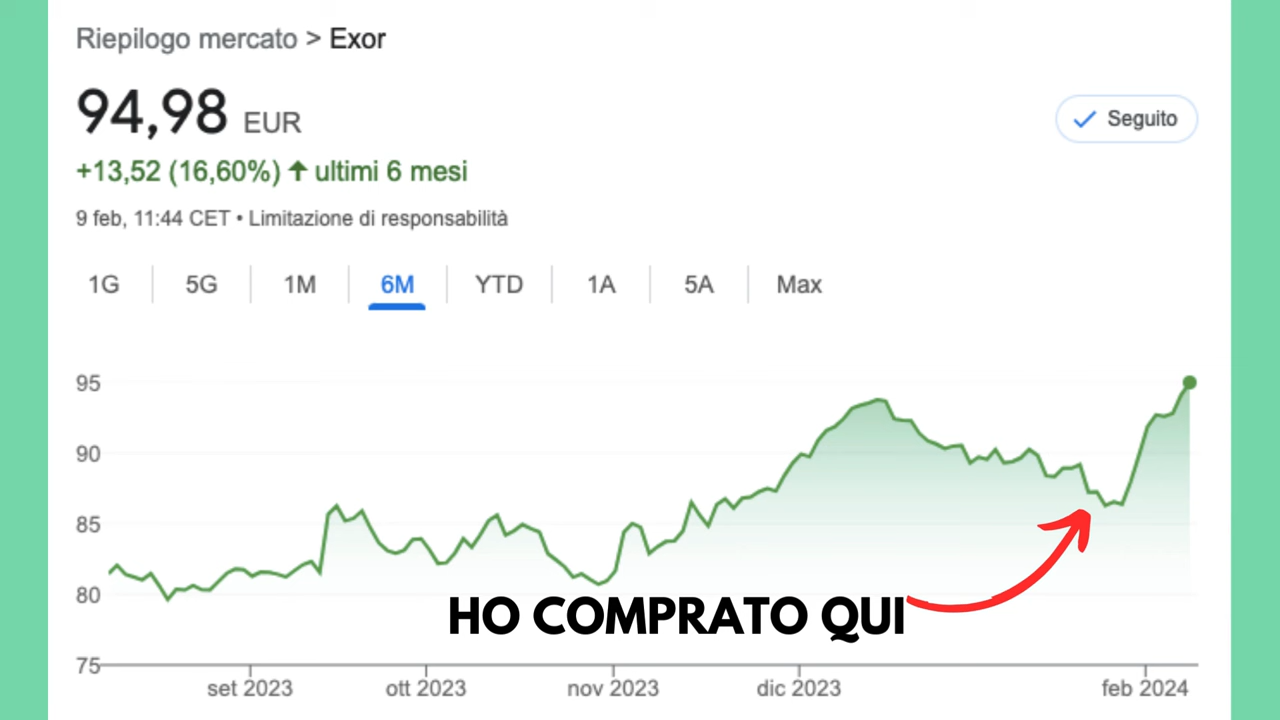 Riepilogo mercato > Exor
94,98 EUR
Seguito
+13,52 (16,60%) ↑ ultimi 6 mesi
9 feb, 11:44 CET • Limitazione di responsabilità
1G 5G 1M 6M YTD 1A 5A Max
95
90
85
80
HO COMPRATO QUI
75
set 2023 ott 2023 nov 2023 dic 2023 feb 2024